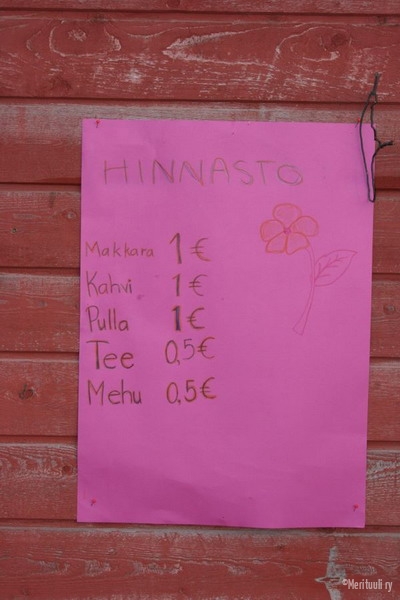 HINNASTO
Makkara 1 €
Kahvi 1 €
Pulla 1 €
Tee 0,5 €
Mehu 0,5 €
©Merituuli ry